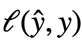 ℓ(ŷ, y)